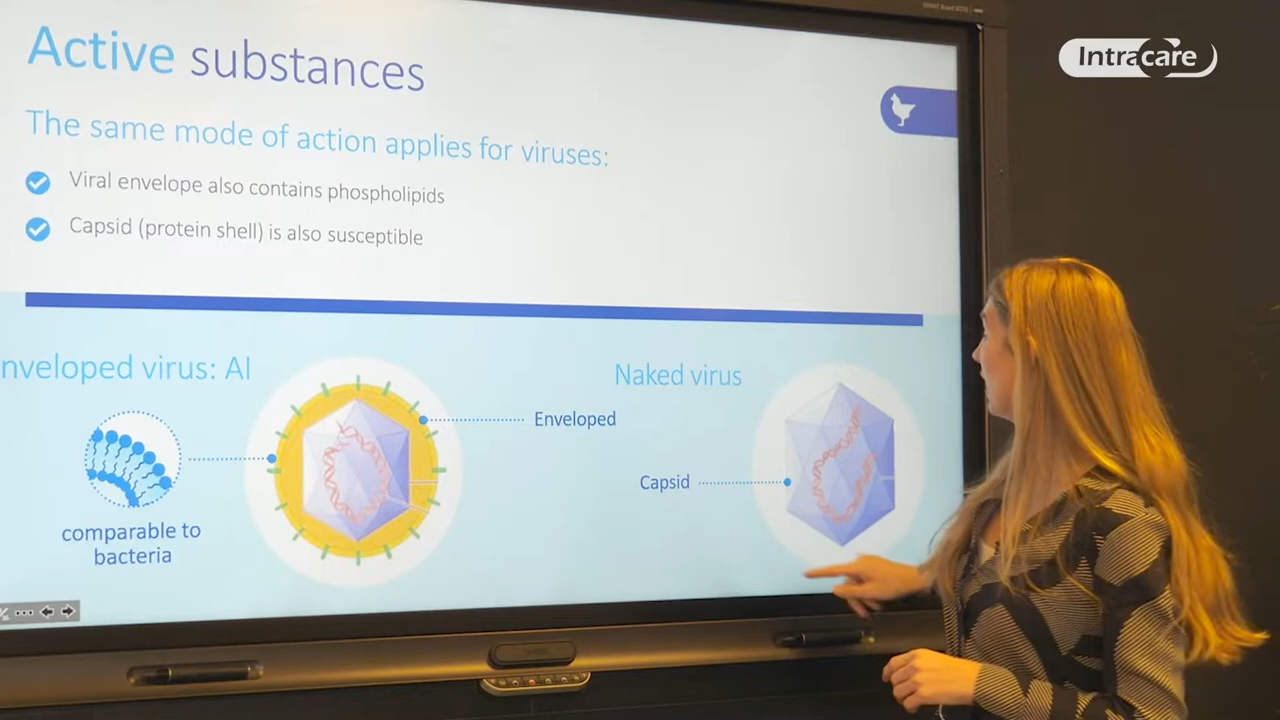 Intracare
Active substances
The same mode of action applies for viruses:
Viral envelope also contains phospholipids
Capsid (protein shell) is also susceptible
nveloped virus: AI
Naked virus
Enveloped
Capsid
comparable to
bacteria